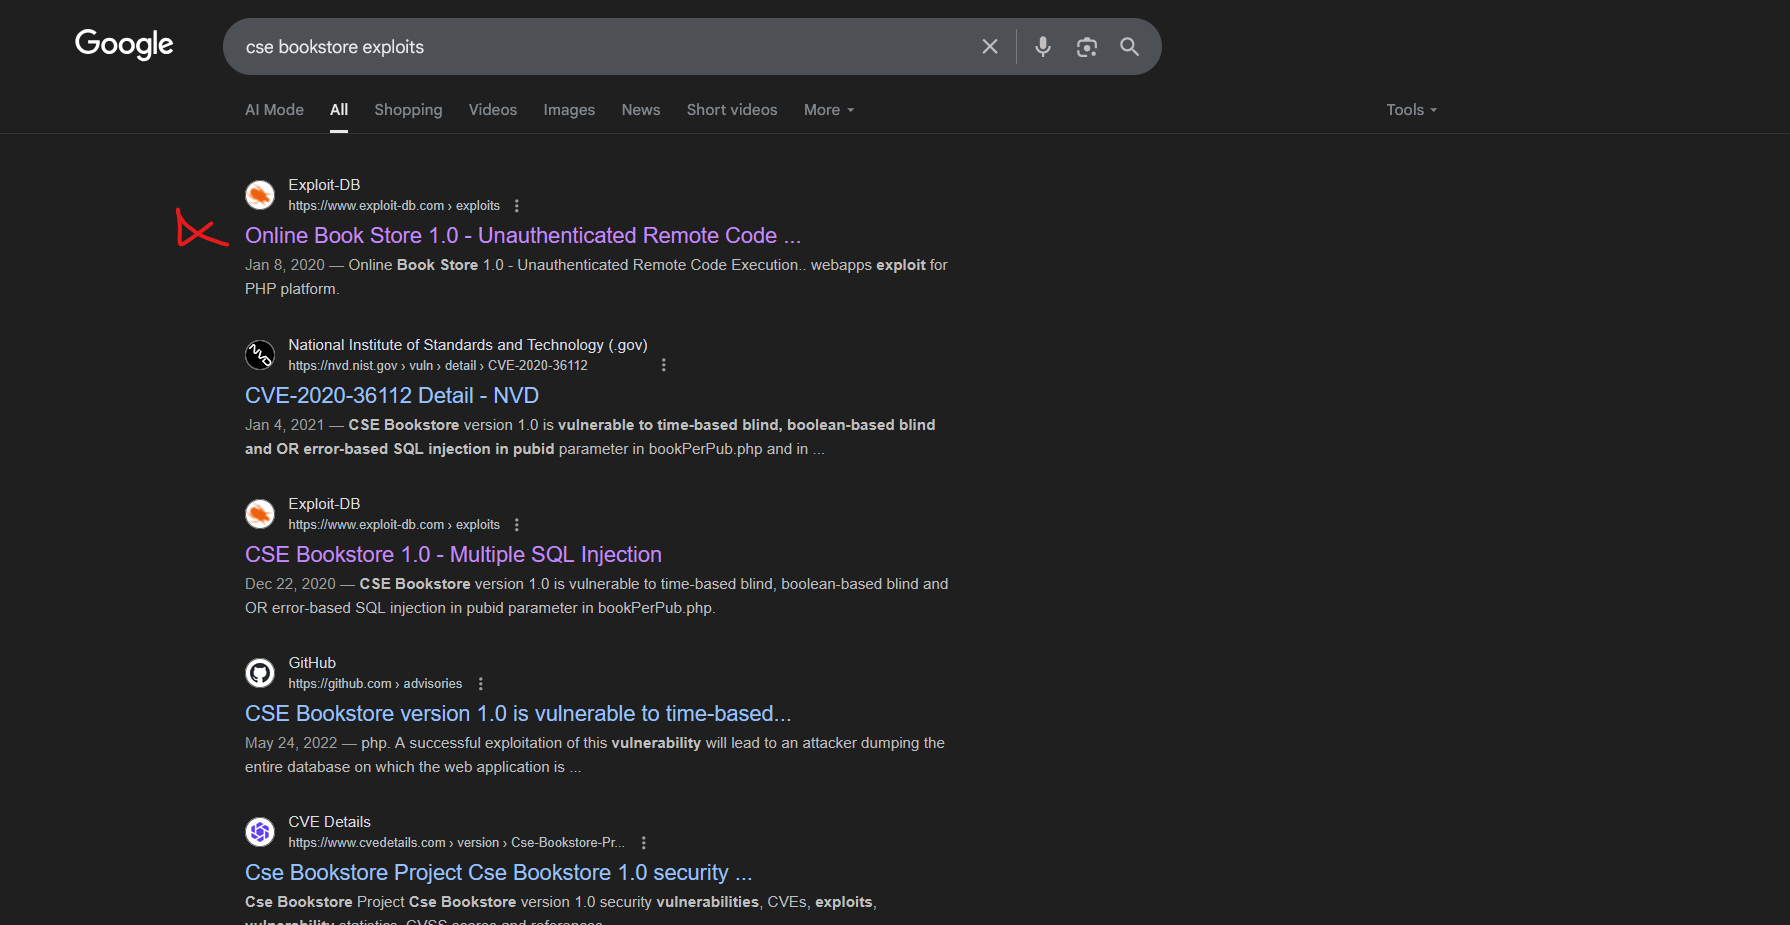 Google
cse bookstore exploits
AI Mode All Shopping Videos Images News Short videos More Tools
Exploit-DB
https://www.exploit-db.com › exploits
Online Book Store 1.0 - Unauthenticated Remote Code ...
Jan 8, 2020 — Online Book Store 1.0 - Unauthenticated Remote Code Execution.. webapps exploit for
PHP platform.
National Institute of Standards and Technology (.gov)
https://nvd.nist.gov › vuln › detail › CVE-2020-36112
CVE-2020-36112 Detail - NVD
Jan 4, 2021 — CSE Bookstore version 1.0 is vulnerable to time-based blind, boolean-based blind
and OR error-based SQL injection in pubid parameter in bookPerPub.php and in ...
Exploit-DB
https://www.exploit-db.com › exploits
CSE Bookstore 1.0 - Multiple SQL Injection
Dec 22, 2020 — CSE Bookstore version 1.0 is vulnerable to time-based blind, boolean-based blind and
OR error-based SQL injection in pubid parameter in bookPerPub.php.
GitHub
https://github.com › advisories
CSE Bookstore version 1.0 is vulnerable to time-based...
May 24, 2022 — php. A successful exploitation of this vulnerability will lead to an attacker dumping the
entire database on which the web application is ...
CVE Details
https://www.cvedetails.com › version › Cse-Bookstore-Pr...
Cse Bookstore Project Cse Bookstore 1.0 security ...
Cse Bookstore Project Cse Bookstore version 1.0 security vulnerabilities, CVEs, exploits,
vulnerability statistics, CVSS scores and references